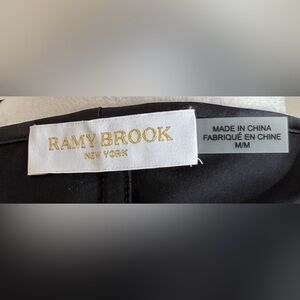 RAMY BROOK
NEW YORK
MADE IN CHINA
FABRIQUÉ EN CHINE
M/M